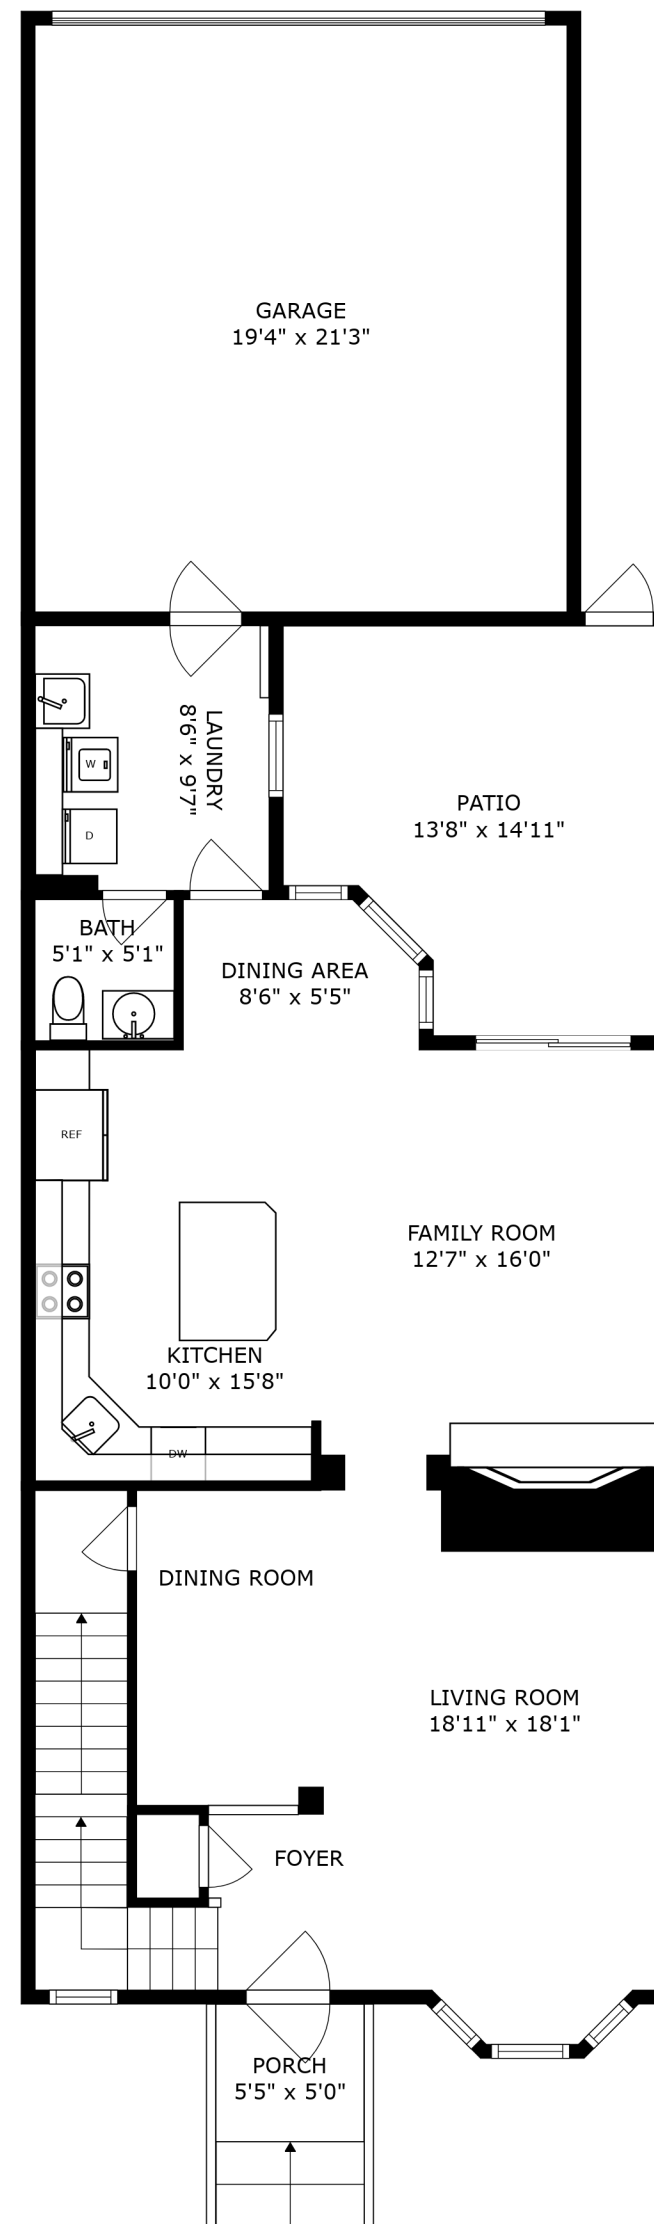 GARAGE
19'4" x 21'3"
LAUNDRY
8'6" x 9'7"
W
D
PATIO
13'8" x 14'11"
BATH
5'1" x 5'1"
DINING AREA
8'6" x 5'5"
REF
FAMILY ROOM
12'7" x 16'0"
KITCHEN
10'0" x 15'8"
DW
DINING ROOM
LIVING ROOM
18'11" x 18'1"
FOYER
PORCH
5'5" x 5'0"